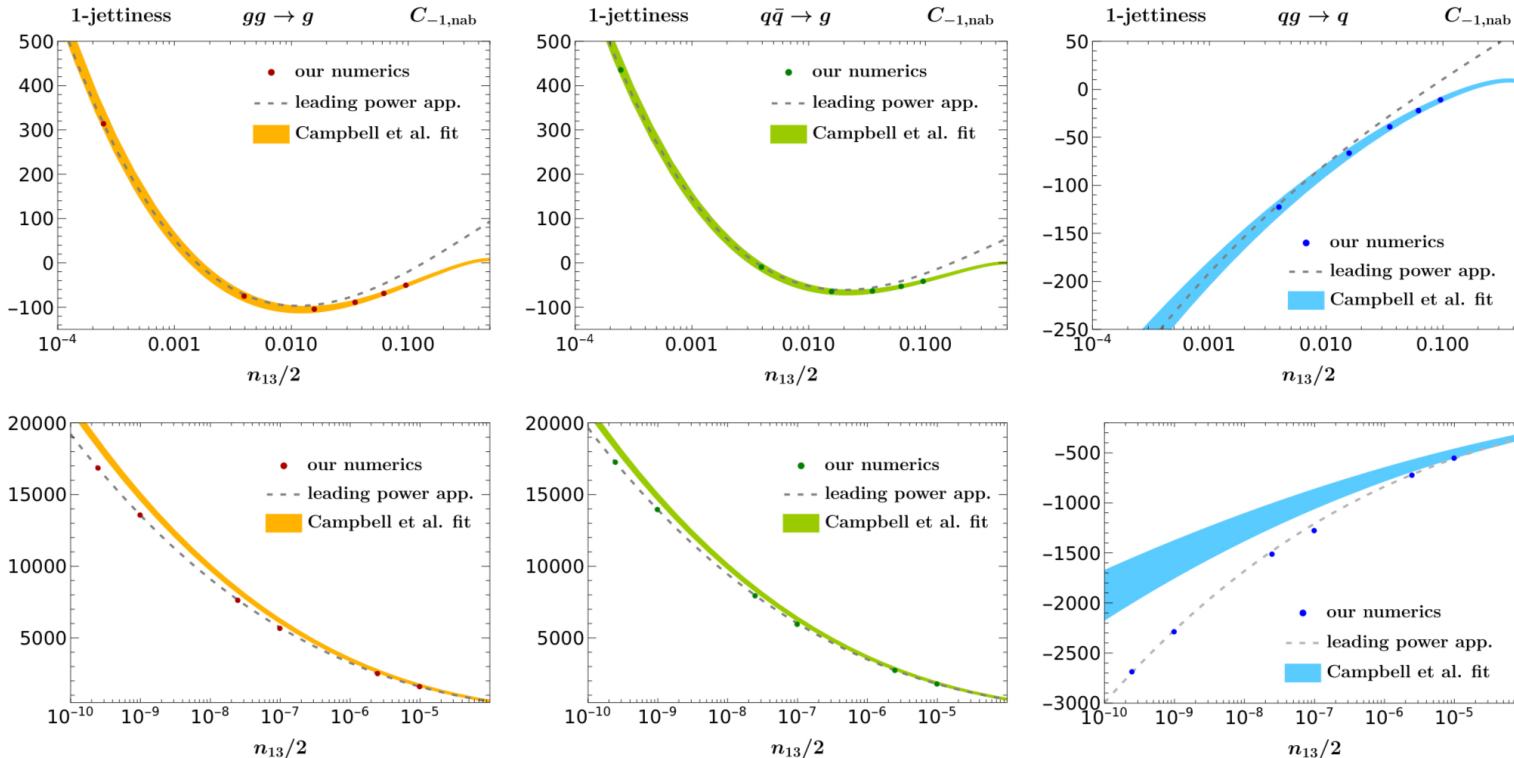 1-jettiness gg → g C₋₁,nab
500
400
300
200
100
0
−100
our numerics
leading power app.
Campbell et al. fit
10⁻⁴ 0.001 0.010 0.100
n₁₃/2
1-jettiness qq̄ → g C₋₁,nab
500
400
300
200
100
0
−100
our numerics
leading power app.
Campbell et al. fit
10⁻⁴ 0.001 0.010 0.100
n₁₃/2
1-jettiness qg → q C₋₁,nab
50
0
−50
−100
−150
−200
−250
our numerics
leading power app.
Campbell et al. fit
10⁻⁴ 0.001 0.010 0.100
n₁₃/2
20000
15000
10000
5000
our numerics
leading power app.
Campbell et al. fit
10⁻¹⁰ 10⁻⁹ 10⁻⁸ 10⁻⁷ 10⁻⁶ 10⁻⁵
n₁₃/2
20000
15000
10000
5000
our numerics
leading power app.
Campbell et al. fit
10⁻¹⁰ 10⁻⁹ 10⁻⁸ 10⁻⁷ 10⁻⁶ 10⁻⁵
n₁₃/2
−500
−1000
−1500
−2000
−2500
−3000
our numerics
leading power app.
Campbell et al. fit
10⁻¹⁰ 10⁻⁹ 10⁻⁸ 10⁻⁷ 10⁻⁶ 10⁻⁵
n₁₃/2